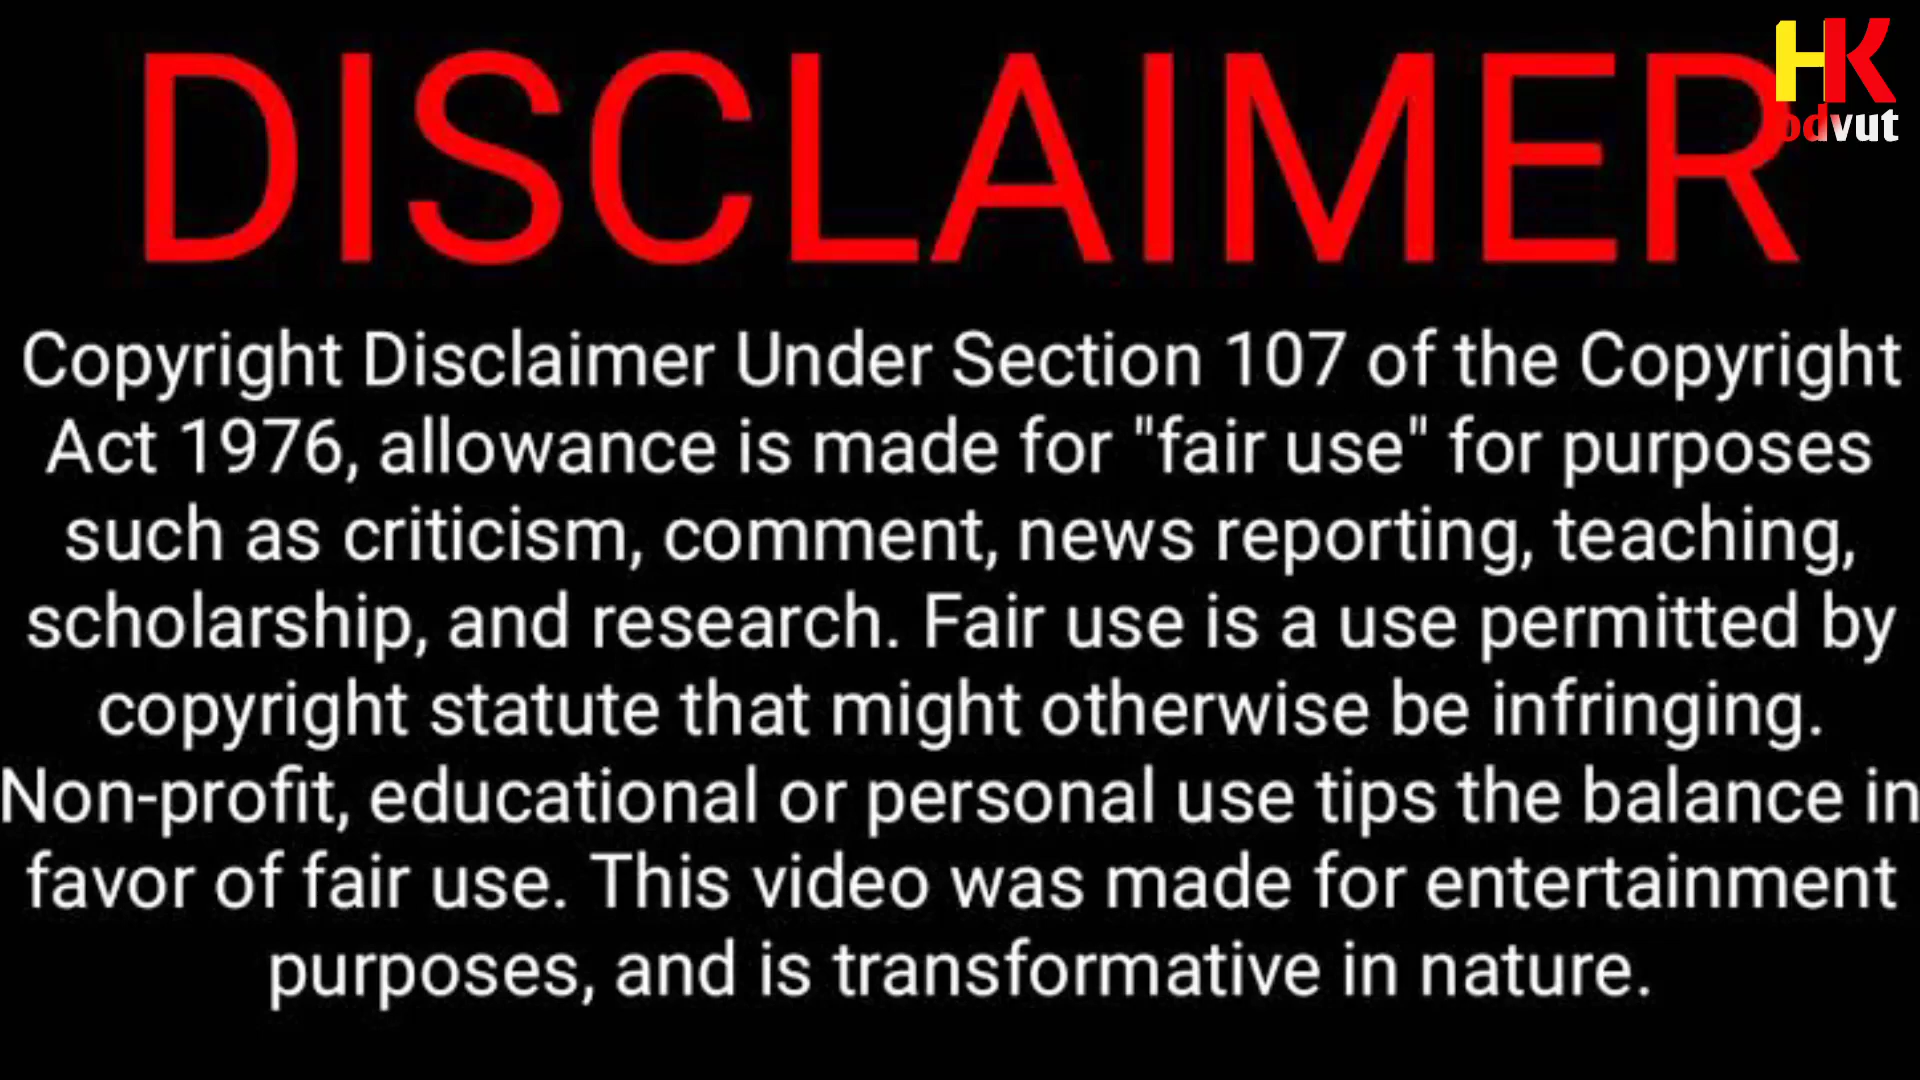 DISCLAIMER
HK
odvut
Copyright Disclaimer Under Section 107 of the Copyright
Act 1976, allowance is made for "fair use" for purposes
such as criticism, comment, news reporting, teaching,
scholarship, and research. Fair use is a use permitted by
copyright statute that might otherwise be infringing.
Non-profit, educational or personal use tips the balance in
favor of fair use. This video was made for entertainment
purposes, and is transformative in nature.